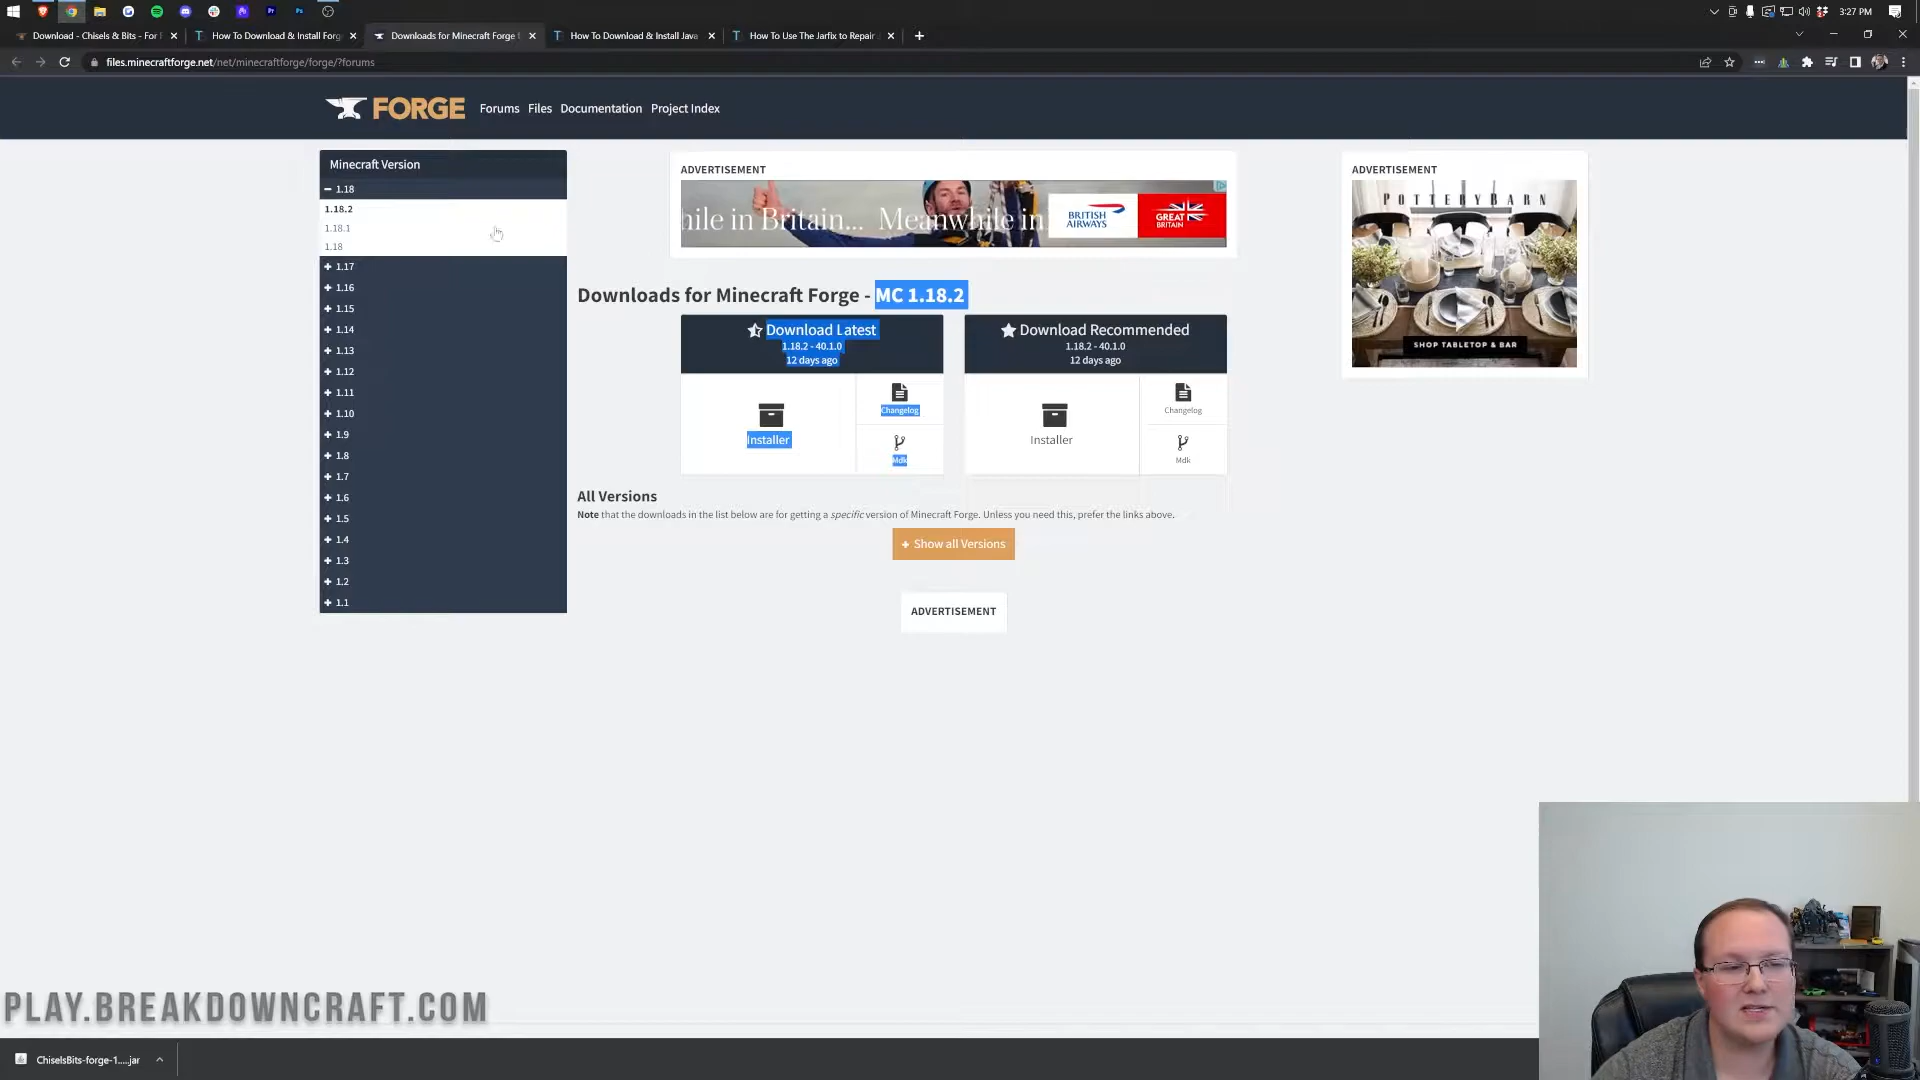 3:27 PM
Download - Chisels & Bits - For
How To Download & Install Forg
Downloads for Minecraft Forge
How To Download & Install Java
How To Use The Jarfix to Repair
files.minecraftforge.net/net/minecraftforge/forge/?forums
FORGE
Forums
Files
Documentation
Project Index
Minecraft Version
1.18
1.18.2
1.18.1
1.18
1.17
1.16
1.15
1.14
1.13
1.12
1.11
1.10
1.9
1.8
1.7
1.6
1.5
1.4
1.3
1.2
1.1
ADVERTISEMENT
hile in Britain... Meanwhile in
BRITISH AIRWAYS
GREAT BRITAIN
Downloads for Minecraft Forge - MC 1.18.2
Download Latest
1.18.2 - 40.1.0
12 days ago
Installer
Changelog
Mdk
Download Recommended
1.18.2 - 40.1.0
12 days ago
Installer
Changelog
Mdk
All Versions
Note that the downloads in the list below are for getting a specific version of Minecraft Forge. Unless you need this, prefer the links above.
+ Show all Versions
ADVERTISEMENT
ADVERTISEMENT
POTTERYBARN
SHOP TABLETOP & BAR
PLAY.BREAKDOWNCRAFT.COM
ChiselsBits-forge-1.....jar